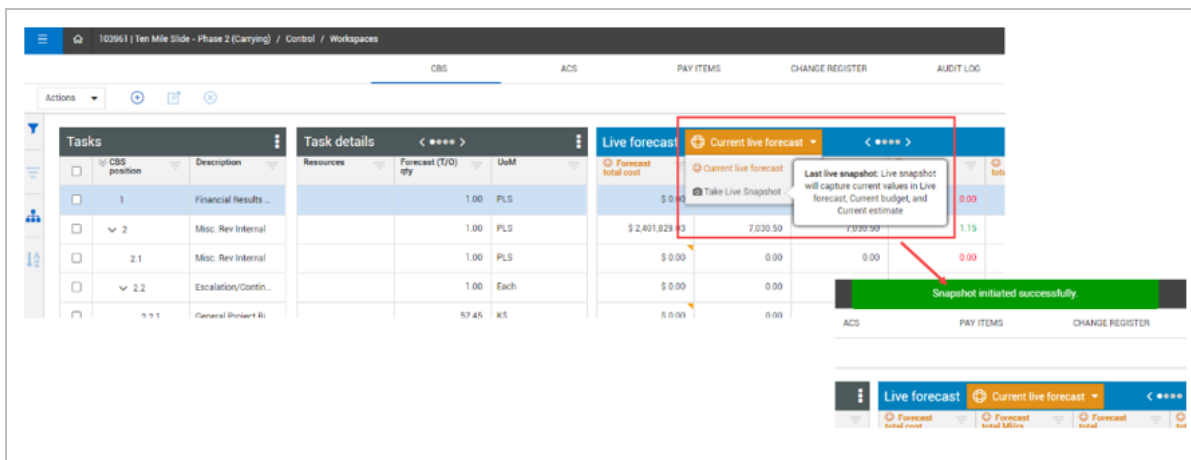 103961 | Ten Mile Slide - Phase 2 (Carrying) / Control / Workspaces
CBS ACS PAY ITEMS CHANGE REGISTER AUDIT LOG
Actions
Tasks
Task details
Live forecast Current live forecast
CBS position Description
Resources Forecast (T/O) qty UoM
Forecast total cost
Current live forecast
Take Live Snapshot
Last live snapshot: Live snapshot
will capture current values in Live
forecast, Current budget, and
Current estimate
1 Financial Results ... 1.00 PLS $ 0.00 0.00
2 Misc. Rev Internal 1.00 PLS $ 2,401,829.03 7,030.50 7,030.50 1.15
2.1 Misc. Rev Internal 1.00 PLS $ 0.00 0.00 0.00 0.00
2.2 Escalation/Contin... 1.00 Each $ 0.00 0.00
2.2.1 General Project Ri 52.45 K$ $ 0.00 0.00
Snapshot initiated successfully.
ACS PAY ITEMS CHANGE REGISTER
Live forecast Current live forecast
Forecast total cost Forecast Forecast total